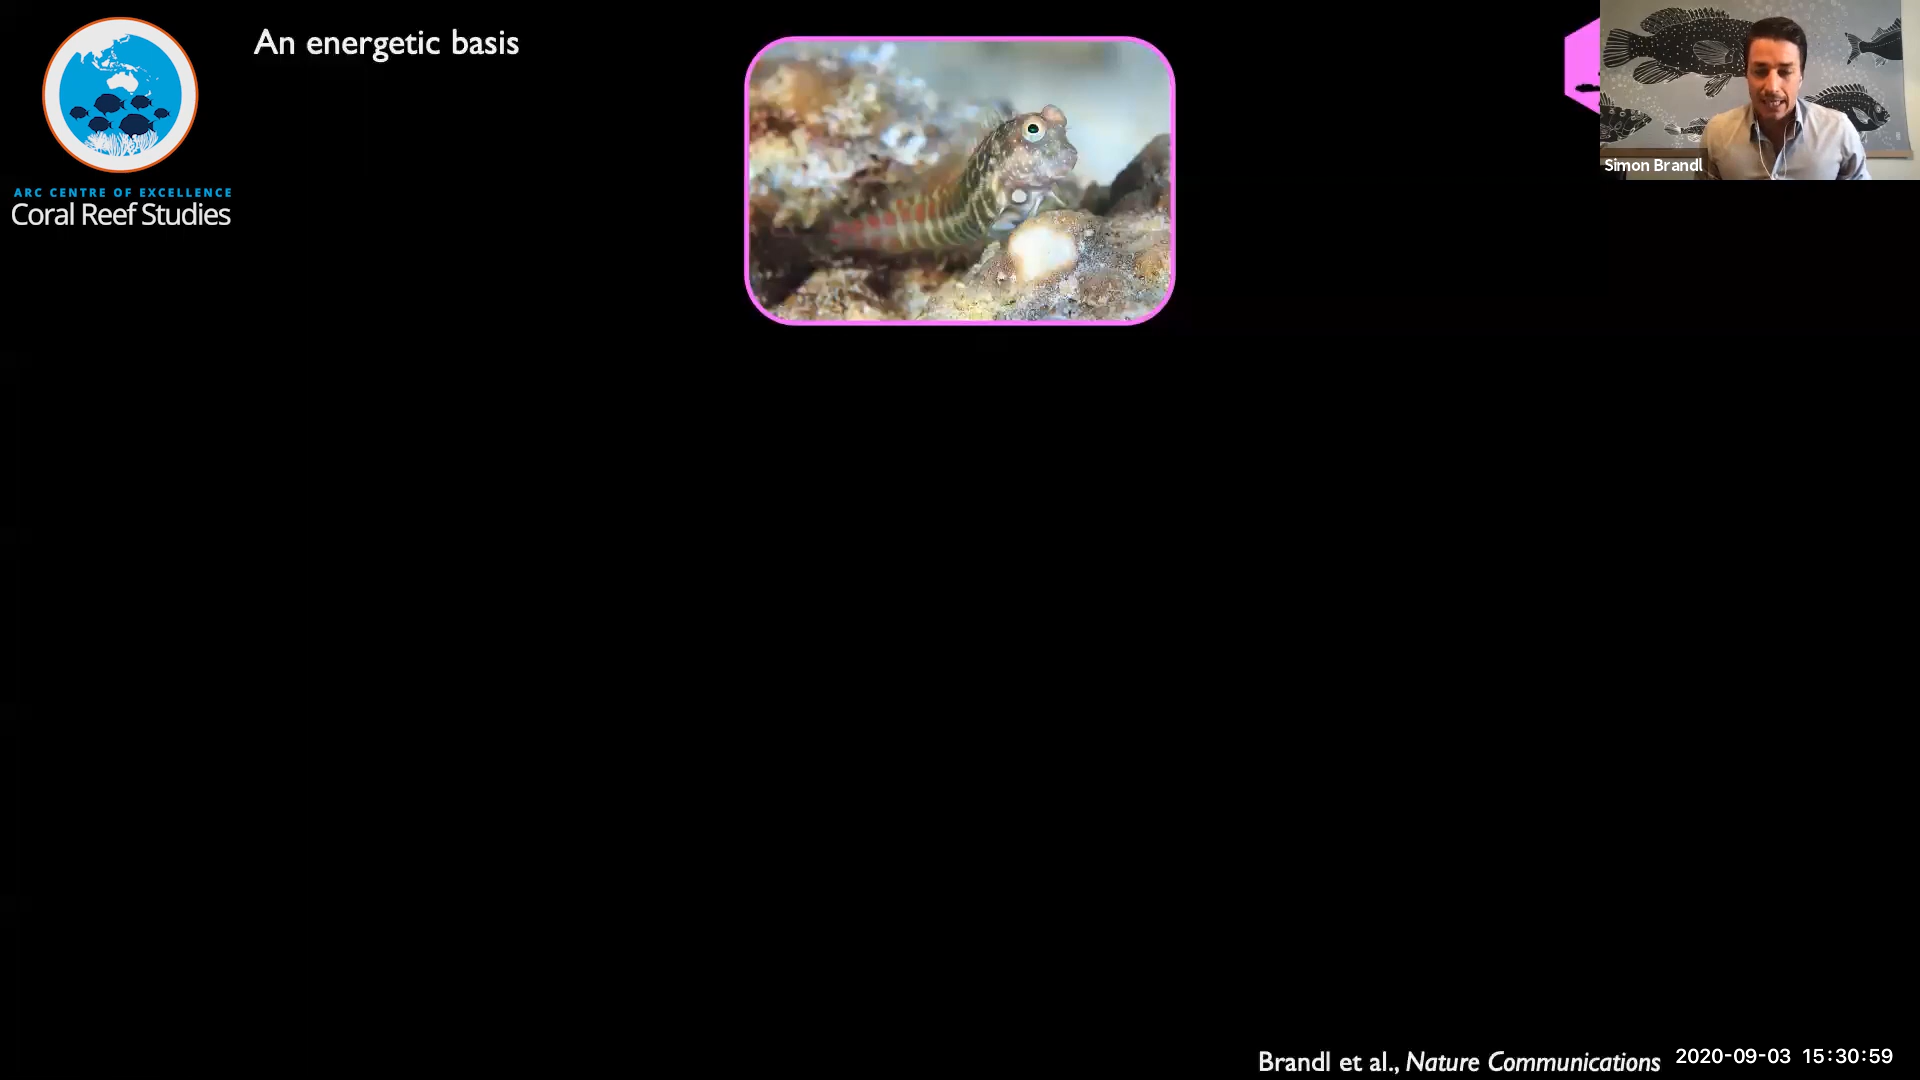 An energetic basis
ARC CENTRE OF EXCELLENCE
Coral Reef Studies
Simon Brandl
Brandl et al., Nature Communications
2020-09-03 15:30:59